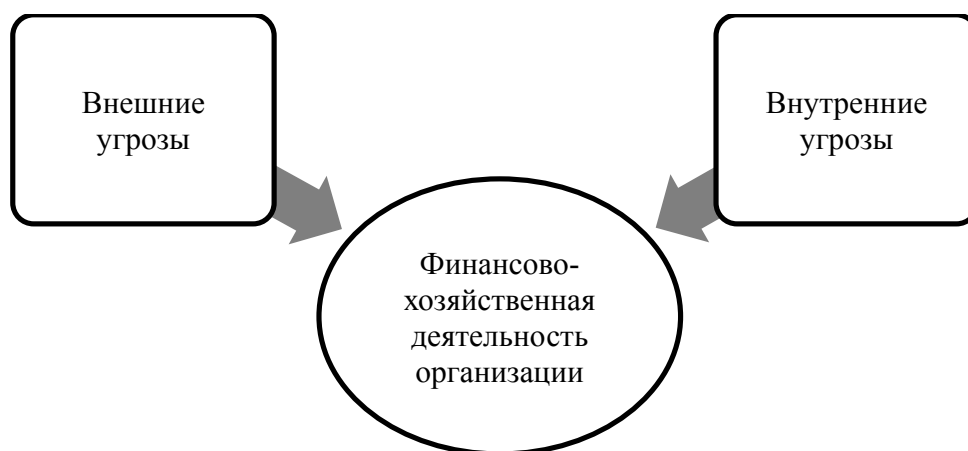 Внешние
угрозы
Внутренние
угрозы
Финансово-
хозяйственная
деятельность
организации